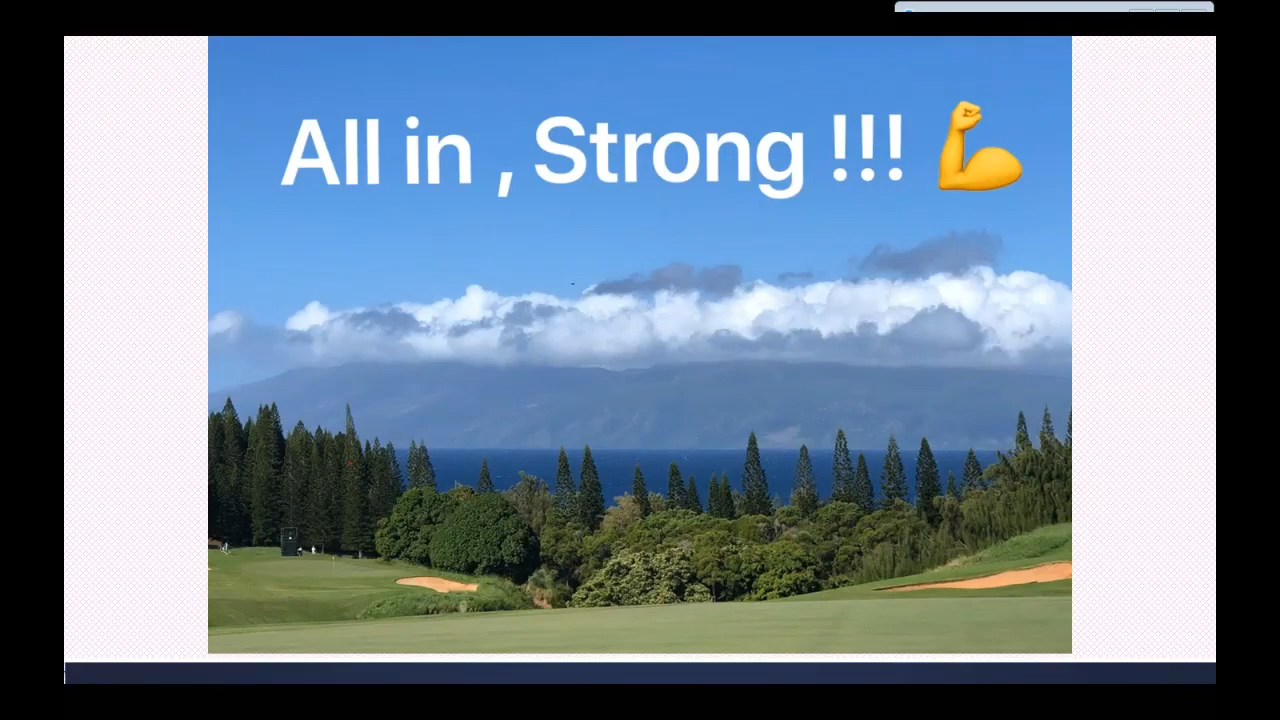 All in , Strong !!! 💪